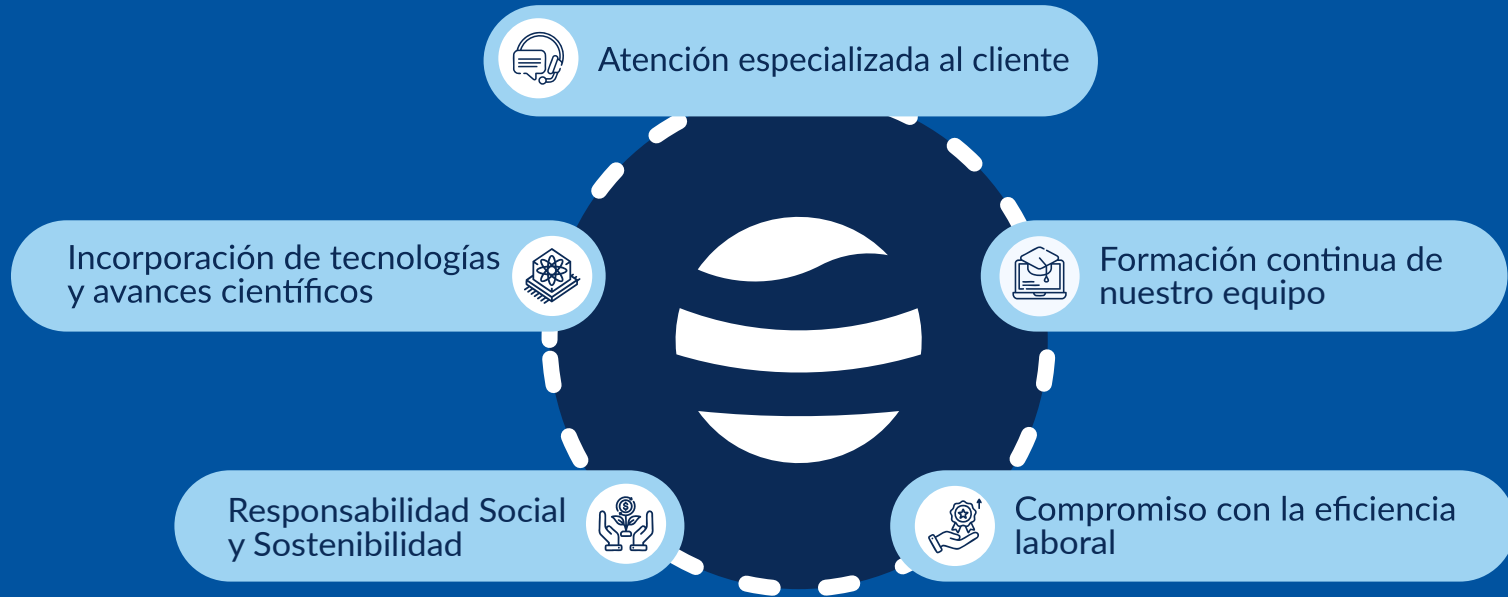 Atención especializada al cliente
Incorporación de tecnologías
y avances científicos
Formación continua de
nuestro equipo
Responsabilidad Social
y Sostenibilidad
Compromiso con la eficiencia
laboral